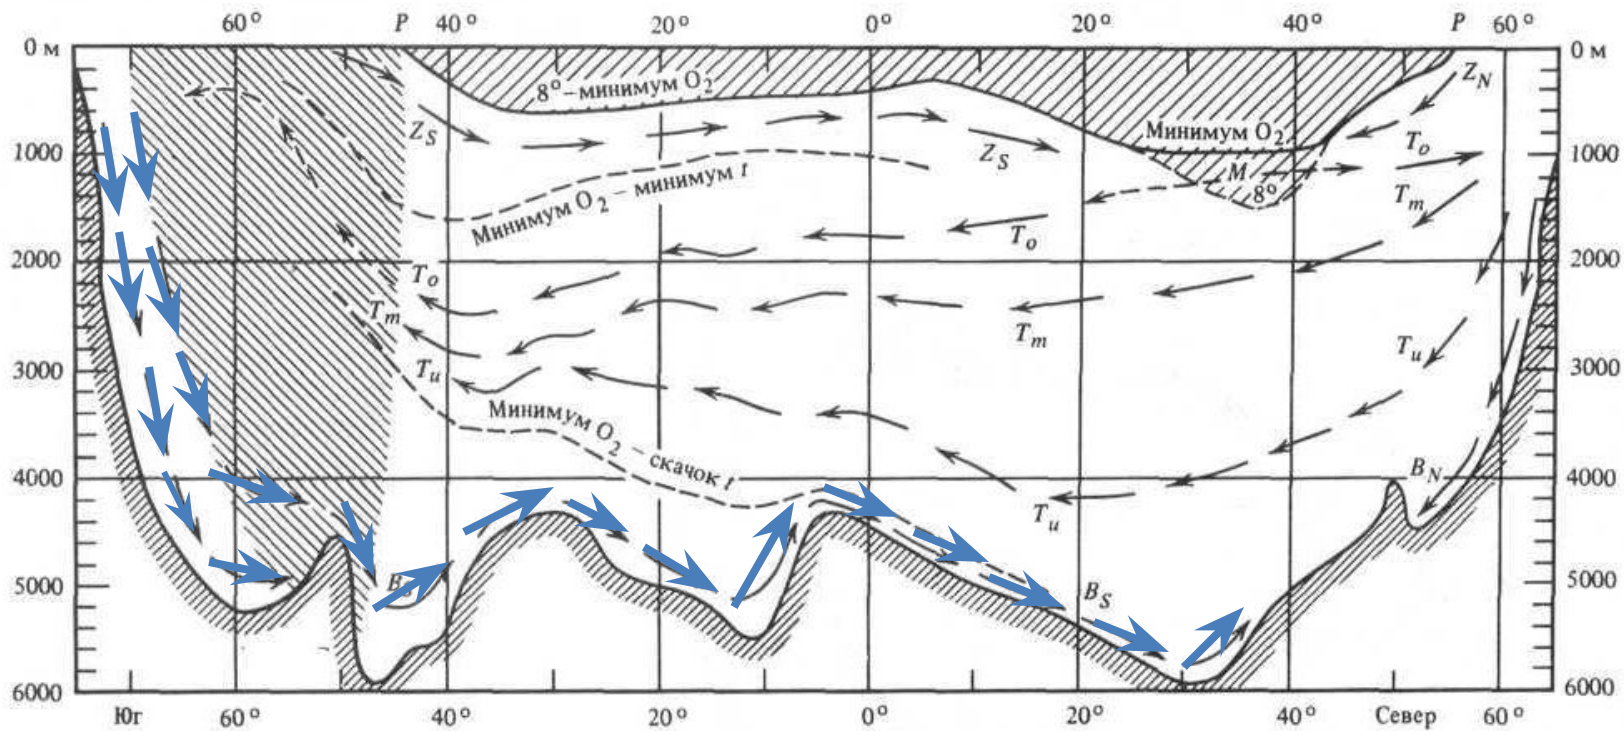 60° P 40° 20° 0° 20° 40° P 60°
0 м 0 м
8°–минимум O₂
Z_N
Z_S
Минимум O₂
T_o
1000 Z_S 1000
M
8°
Минимум O₂ – минимум t
T_m
T_o
2000 2000
T_o
T_m
T_m
T_u
3000 T_u 3000
Минимум O₂ – скачок t
B_N
4000 4000
T_u
5000 B_S 5000
B_S
6000 6000
Юг 60° 40° 20° 0° 20° 40° Север 60°